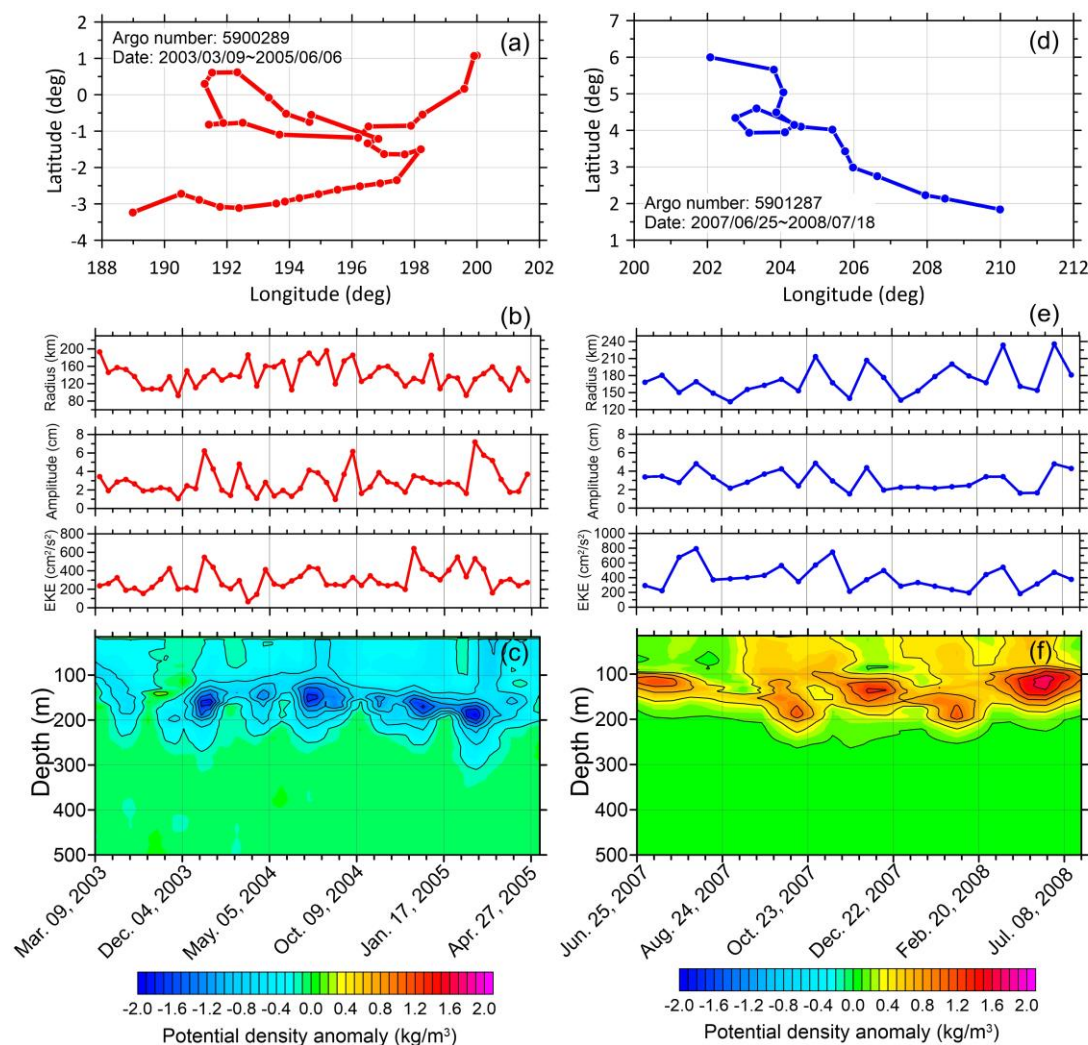 (a)
Argo number: 5900289
Date: 2003/03/09~2005/06/06
Latitude (deg)
2
1
0
-1
-2
-3
-4
188 190 192 194 196 198 200 202
Longitude (deg)
(d)
Argo number: 5901287
Date: 2007/06/25~2008/07/18
Latitude (deg)
7
6
5
4
3
2
1
200 202 204 206 208 210 212
Longitude (deg)
(b)
Radius (km)
200
160
120
80
Amplitude (cm)
8
6
4
2
0
EKE (cm²/s²)
800
600
400
200
0
(e)
Radius (km)
240
210
180
150
120
Amplitude (cm)
8
6
4
2
0
EKE (cm²/s²)
1000
800
600
400
200
0
(c)
Depth (m)
100
200
300
400
500
Mar. 09, 2003
Dec. 04, 2003
May. 05, 2004
Oct. 09, 2004
Jan. 17, 2005
Apr. 27, 2005
(f)
Depth (m)
100
200
300
400
500
Jun. 25, 2007
Aug. 24, 2007
Oct. 23, 2007
Dec. 22, 2007
Feb. 20, 2008
Jul. 08, 2008
-2.0 -1.6 -1.2 -0.8 -0.4 0.0 0.4 0.8 1.2 1.6 2.0
Potential density anomaly (kg/m³)
-2.0 -1.6 -1.2 -0.8 -0.4 0.0 0.4 0.8 1.2 1.6 2.0
Potential density anomaly (kg/m³)